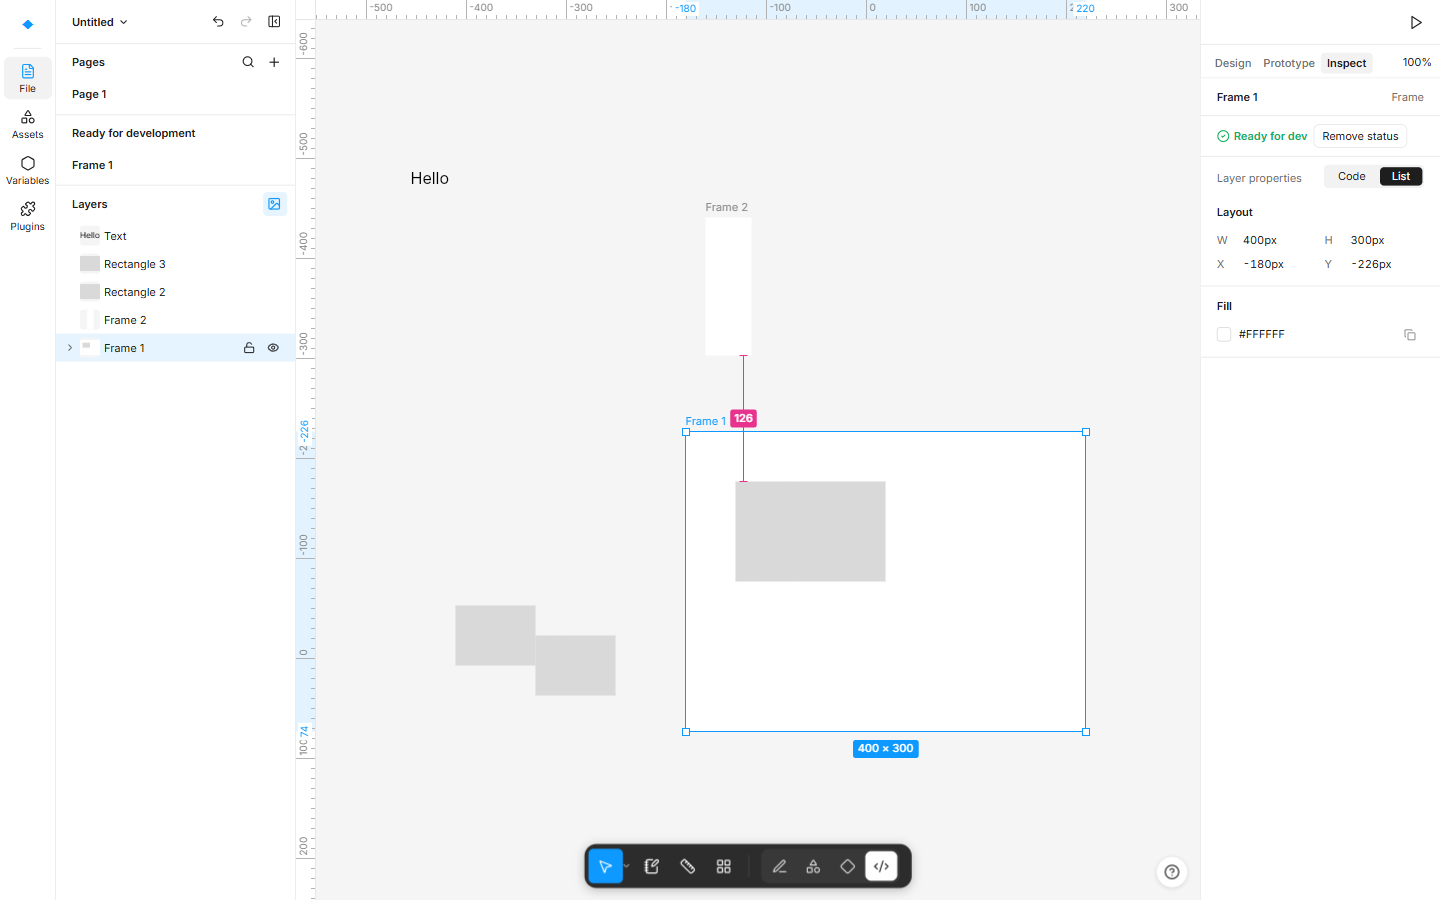 Untitled
File
Assets
Variables
Plugins
Pages
Page 1
Ready for development
Frame 1
Layers
Hello Text
Rectangle 3
Rectangle 2
Frame 2
Frame 1
-500
-400
-300
-180
-100
0
100
220
300
-600
-500
-400
-300
-226
-100
0
74
200
Hello
Frame 2
126
Frame 1
400 × 300
Design Prototype Inspect 100%
Frame 1 Frame
Ready for dev Remove status
Layer properties Code List
Layout
W 400px H 300px
X -180px Y -226px
Fill
#FFFFFF